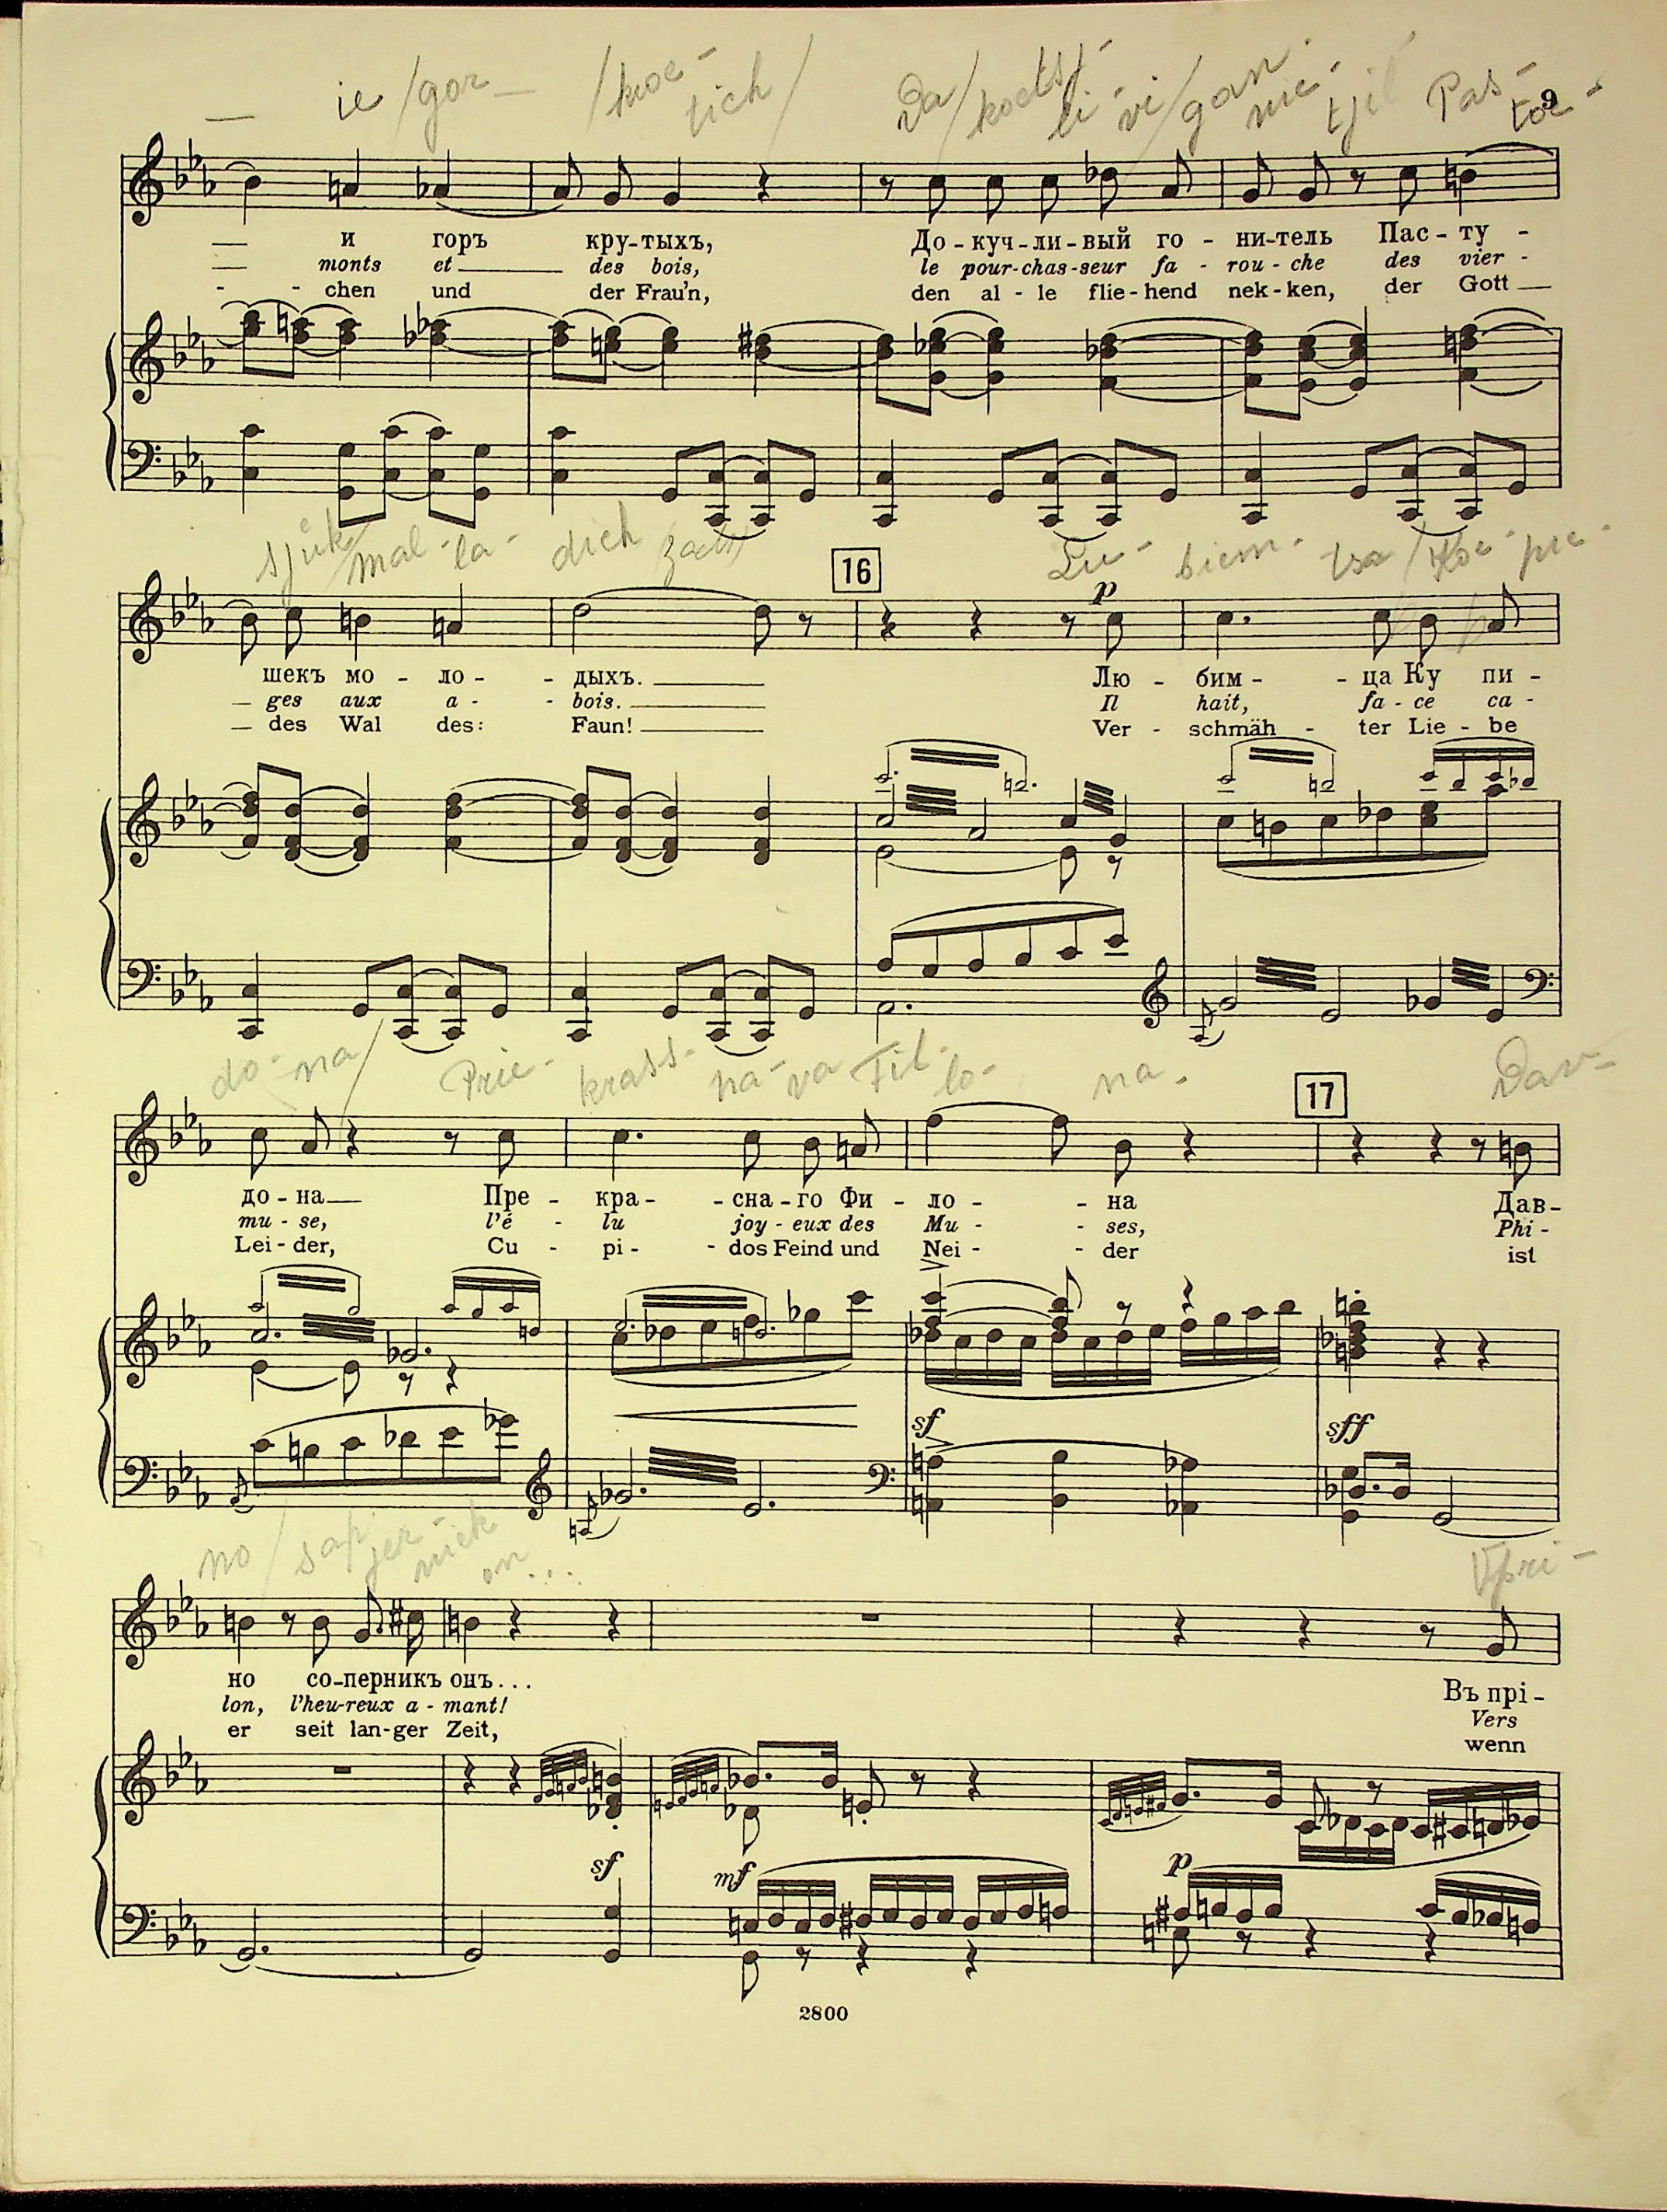 ie / gor - / kroe - tich / Da / koetsj - li - vi / gan - nie - tjil Pas - toe -
9
и горъ кру-тыхъ, До-куч-ли-вый го-ни-тель Пас-ту-
monts et des bois, le pour-chas-seur fa-rou-che des vier-
- - chen und der Frau'n, den al-le flie-hend nek-ken, der Gott
sjŭk / mal - la - dich Lu - biem - tsa / Koe - pie -
16
p
шекъ мо-ло-дыхъ. Лю-бим-ца Ку пи-
ges aux a-bois. Il hait, fa-ce ca-
des Wal des: Faun! Ver-schmäh-ter Lie-be
do - na / Prie - krass - na - va Fil - lo - na - Dav -
17
до-на Пре-кра-сна-го Фи-ло-на Дав-
mu-se, l'é-lu joy-eux des Mu-ses, Phi-
Lei-der, Cu-pi-dos Feind und Nei-der ist
sf sff
no / sap - jer - niek on... Vpri -
но со-перникъ онъ... Въ прi-
lon, l'heu-reux a-mant! Vers
er seit lan-ger Zeit, wenn
sf mf p
2800